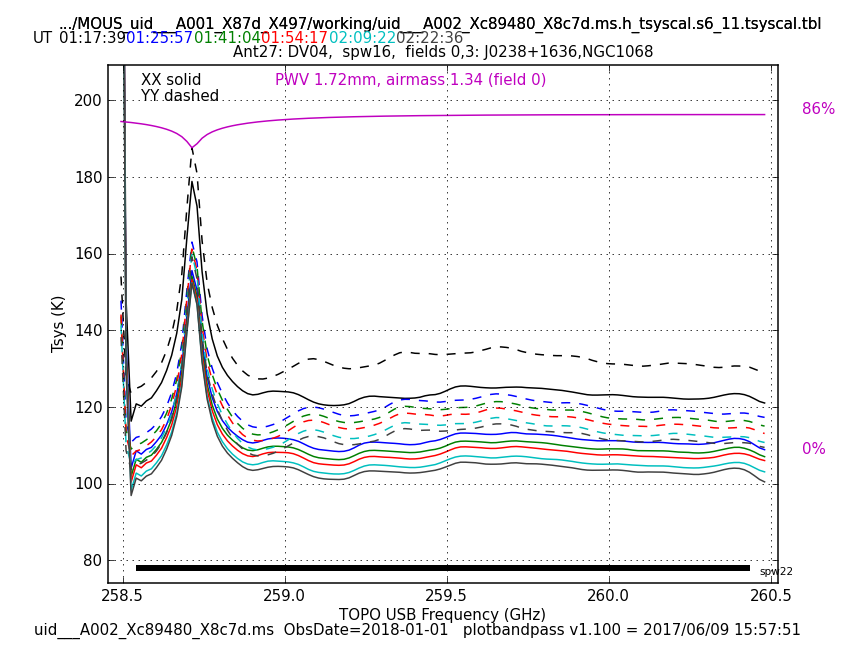 .../MOUS_uid___A001_X87d_X497/working/uid___A002_Xc89480_X8c7d.ms.h_tsyscal.s6_11.tsyscal.tbl
UT 01:17:39 01:25:57 01:41:04 01:54:17 02:09:22 02:22:36
Ant27: DV04, spw16, fields 0,3: J0238+1636,NGC1068
XX solid PWV 1.72mm, airmass 1.34 (field 0)
YY dashed
86%
0%
200
180
160
140
120
100
80
Tsys (K)
spw22
258.5 259.0 259.5 260.0 260.5
TOPO USB Frequency (GHz)
uid___A002_Xc89480_X8c7d.ms ObsDate=2018-01-01 plotbandpass v1.100 = 2017/06/09 15:57:51